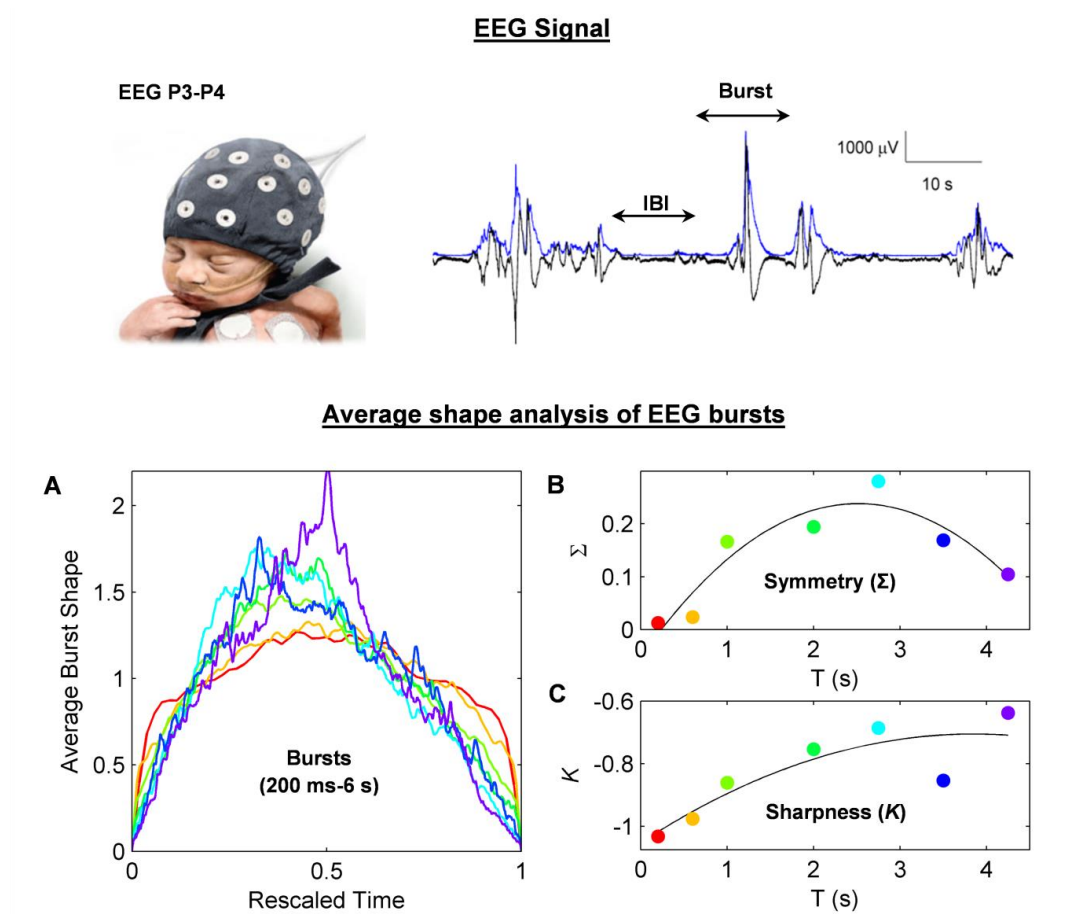 EEG Signal
EEG P3-P4
Burst
IBI
1000 μV
10 s
Average shape analysis of EEG bursts
A
2
1.5
1
0.5
0
0
0.5
1
Average Burst Shape
Rescaled Time
Bursts
(200 ms-6 s)
B
0.2
0.1
0
0
1
2
3
4
Σ
Symmetry (Σ)
T (s)
C
-0.6
-0.8
-1
0
1
2
3
4
K
Sharpness (K)
T (s)